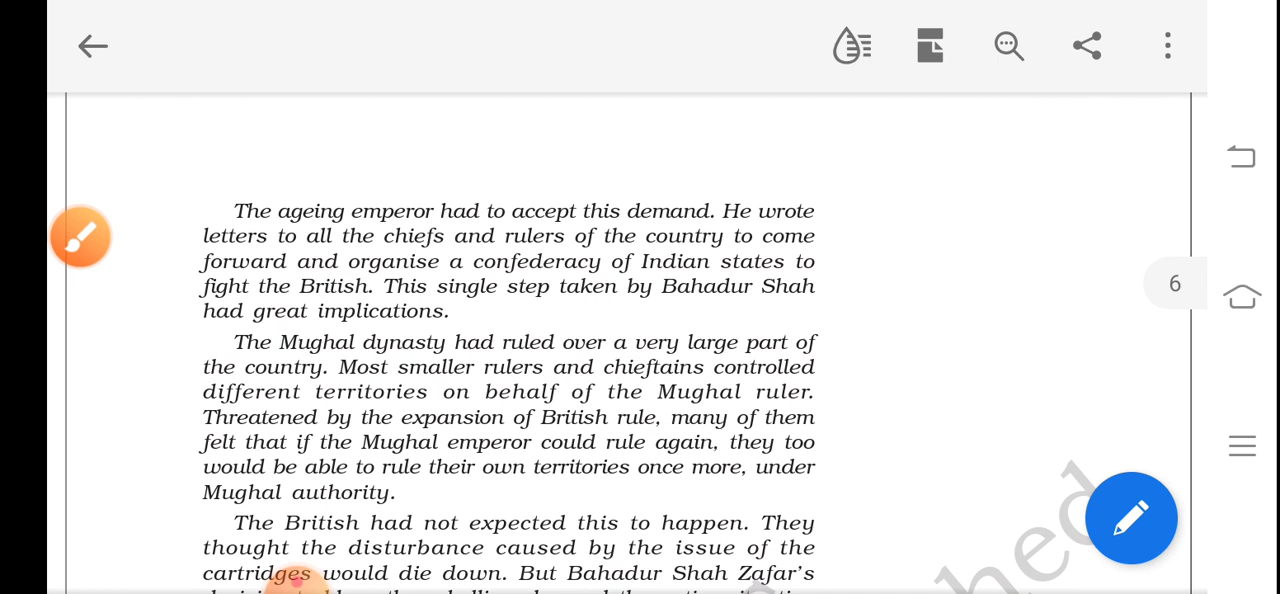 The ageing emperor had to accept this demand. He wrote
letters to all the chiefs and rulers of the country to come
forward and organise a confederacy of Indian states to
fight the British. This single step taken by Bahadur Shah
had great implications.
The Mughal dynasty had ruled over a very large part of
the country. Most smaller rulers and chieftains controlled
different territories on behalf of the Mughal ruler.
Threatened by the expansion of British rule, many of them
felt that if the Mughal emperor could rule again, they too
would be able to rule their own territories once more, under
Mughal authority.
The British had not expected this to happen. They
thought the disturbance caused by the issue of the
cartridges would die down. But Bahadur Shah Zafar's
6
hed